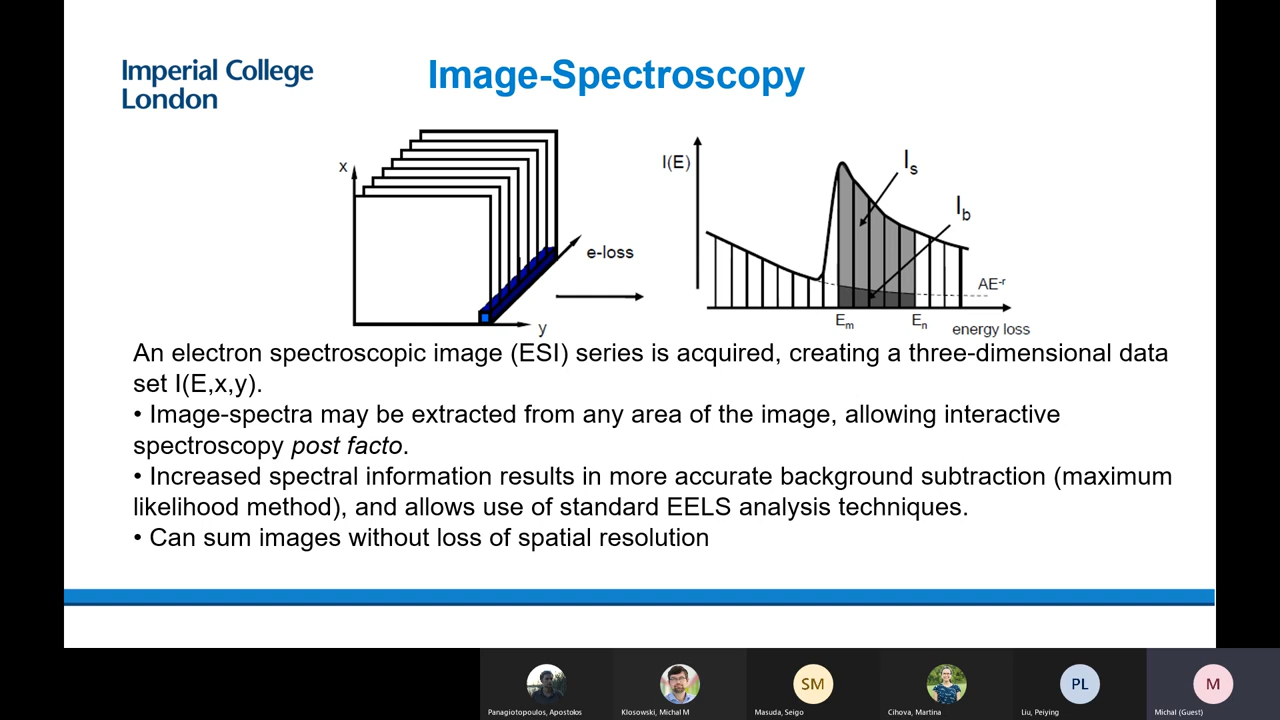 Imperial College
London
Image-Spectroscopy
x
y
e-loss
I(E)
Is
Ib
AE-r
Em
En
energy loss
An electron spectroscopic image (ESI) series is acquired, creating a three-dimensional data
set I(E,x,y).
• Image-spectra may be extracted from any area of the image, allowing interactive
spectroscopy post facto.
• Increased spectral information results in more accurate background subtraction (maximum
likelihood method), and allows use of standard EELS analysis techniques.
• Can sum images without loss of spatial resolution
SM
PL
M
Panagiotopoulos, Apostolos
Klosowski, Michal M
Masuda, Seigo
Cihova, Martina
Liu, Peiying
Michal (Guest)